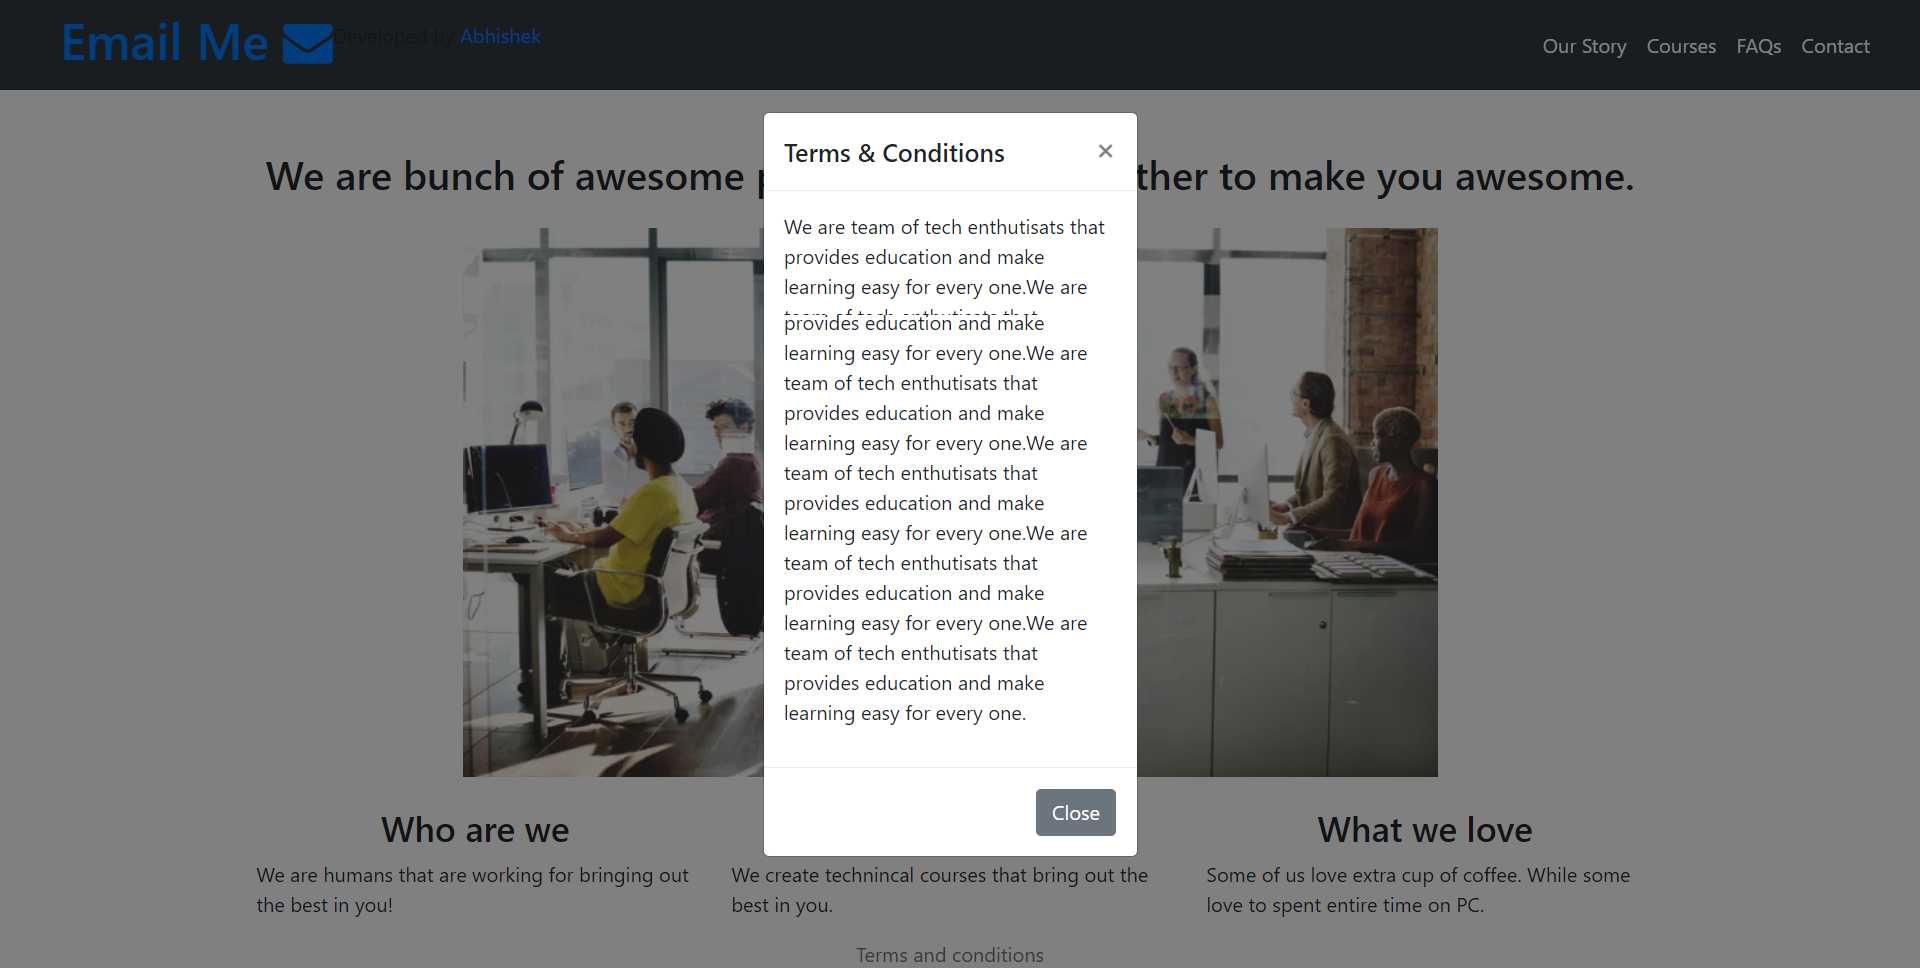 Email Me
Developed by Abhishek
Our Story Courses FAQs Contact
We are bunch of awesome
ther to make you awesome.
Terms & Conditions ×
We are team of tech enthutisats that
provides education and make
learning easy for every one.We are
team of tech enthutisats that
provides education and make
learning easy for every one.We are
team of tech enthutisats that
provides education and make
learning easy for every one.We are
team of tech enthutisats that
provides education and make
learning easy for every one.We are
team of tech enthutisats that
provides education and make
learning easy for every one.We are
team of tech enthutisats that
provides education and make
learning easy for every one.
Close
Who are we
We are humans that are working for bringing out
the best in you!
We create technincal courses that bring out the
best in you.
What we love
Some of us love extra cup of coffee. While some
love to spent entire time on PC.
Terms and conditions